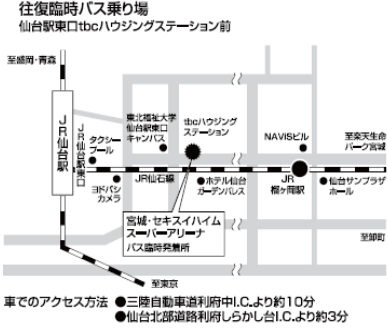 往復臨時バス乗り場
仙台駅東口tbcハウジングステーション前
至盛岡・青森
JR仙台駅
JR仙台駅東口
タクシー
プール
東北福祉大学
仙台駅東口
キャンパス
tbcハウジング
ステーション
NAViSビル
至楽天生命
パーク宮城
ヨドバシ
カメラ
JR仙石線
ホテル仙台
ガーデンパレス
JR
榴ヶ岡駅
仙台サンプラザ
ホール
宮城・セキスイハイム
スーパーアリーナ
バス臨時発着所
至卸町
至東京
車でのアクセス方法 ●三陸自動車道利府中I.C.より約10分
●仙台北部道路利府しらかし台I.C.より約3分